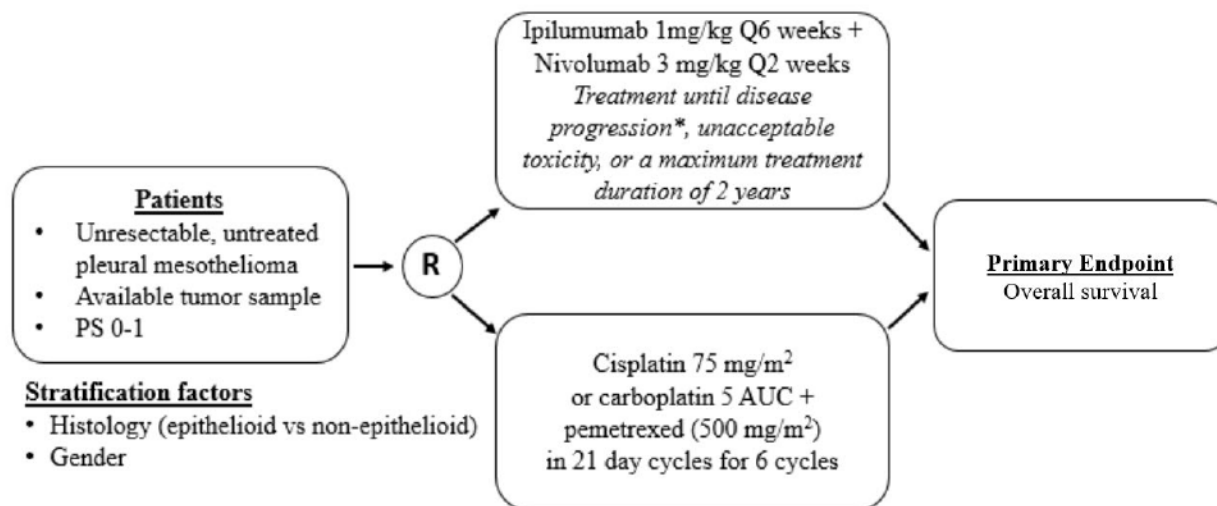 Patients
• Unresectable, untreated
pleural mesothelioma
• Available tumor sample
• PS 0-1
Stratification factors
• Histology (epithelioid vs non-epithelioid)
• Gender
R
Ipilumumab 1mg/kg Q6 weeks +
Nivolumab 3 mg/kg Q2 weeks
Treatment until disease
progression*, unacceptable
toxicity, or a maximum treatment
duration of 2 years
Cisplatin 75 mg/m²
or carboplatin 5 AUC +
pemetrexed (500 mg/m²)
in 21 day cycles for 6 cycles
Primary Endpoint
Overall survival